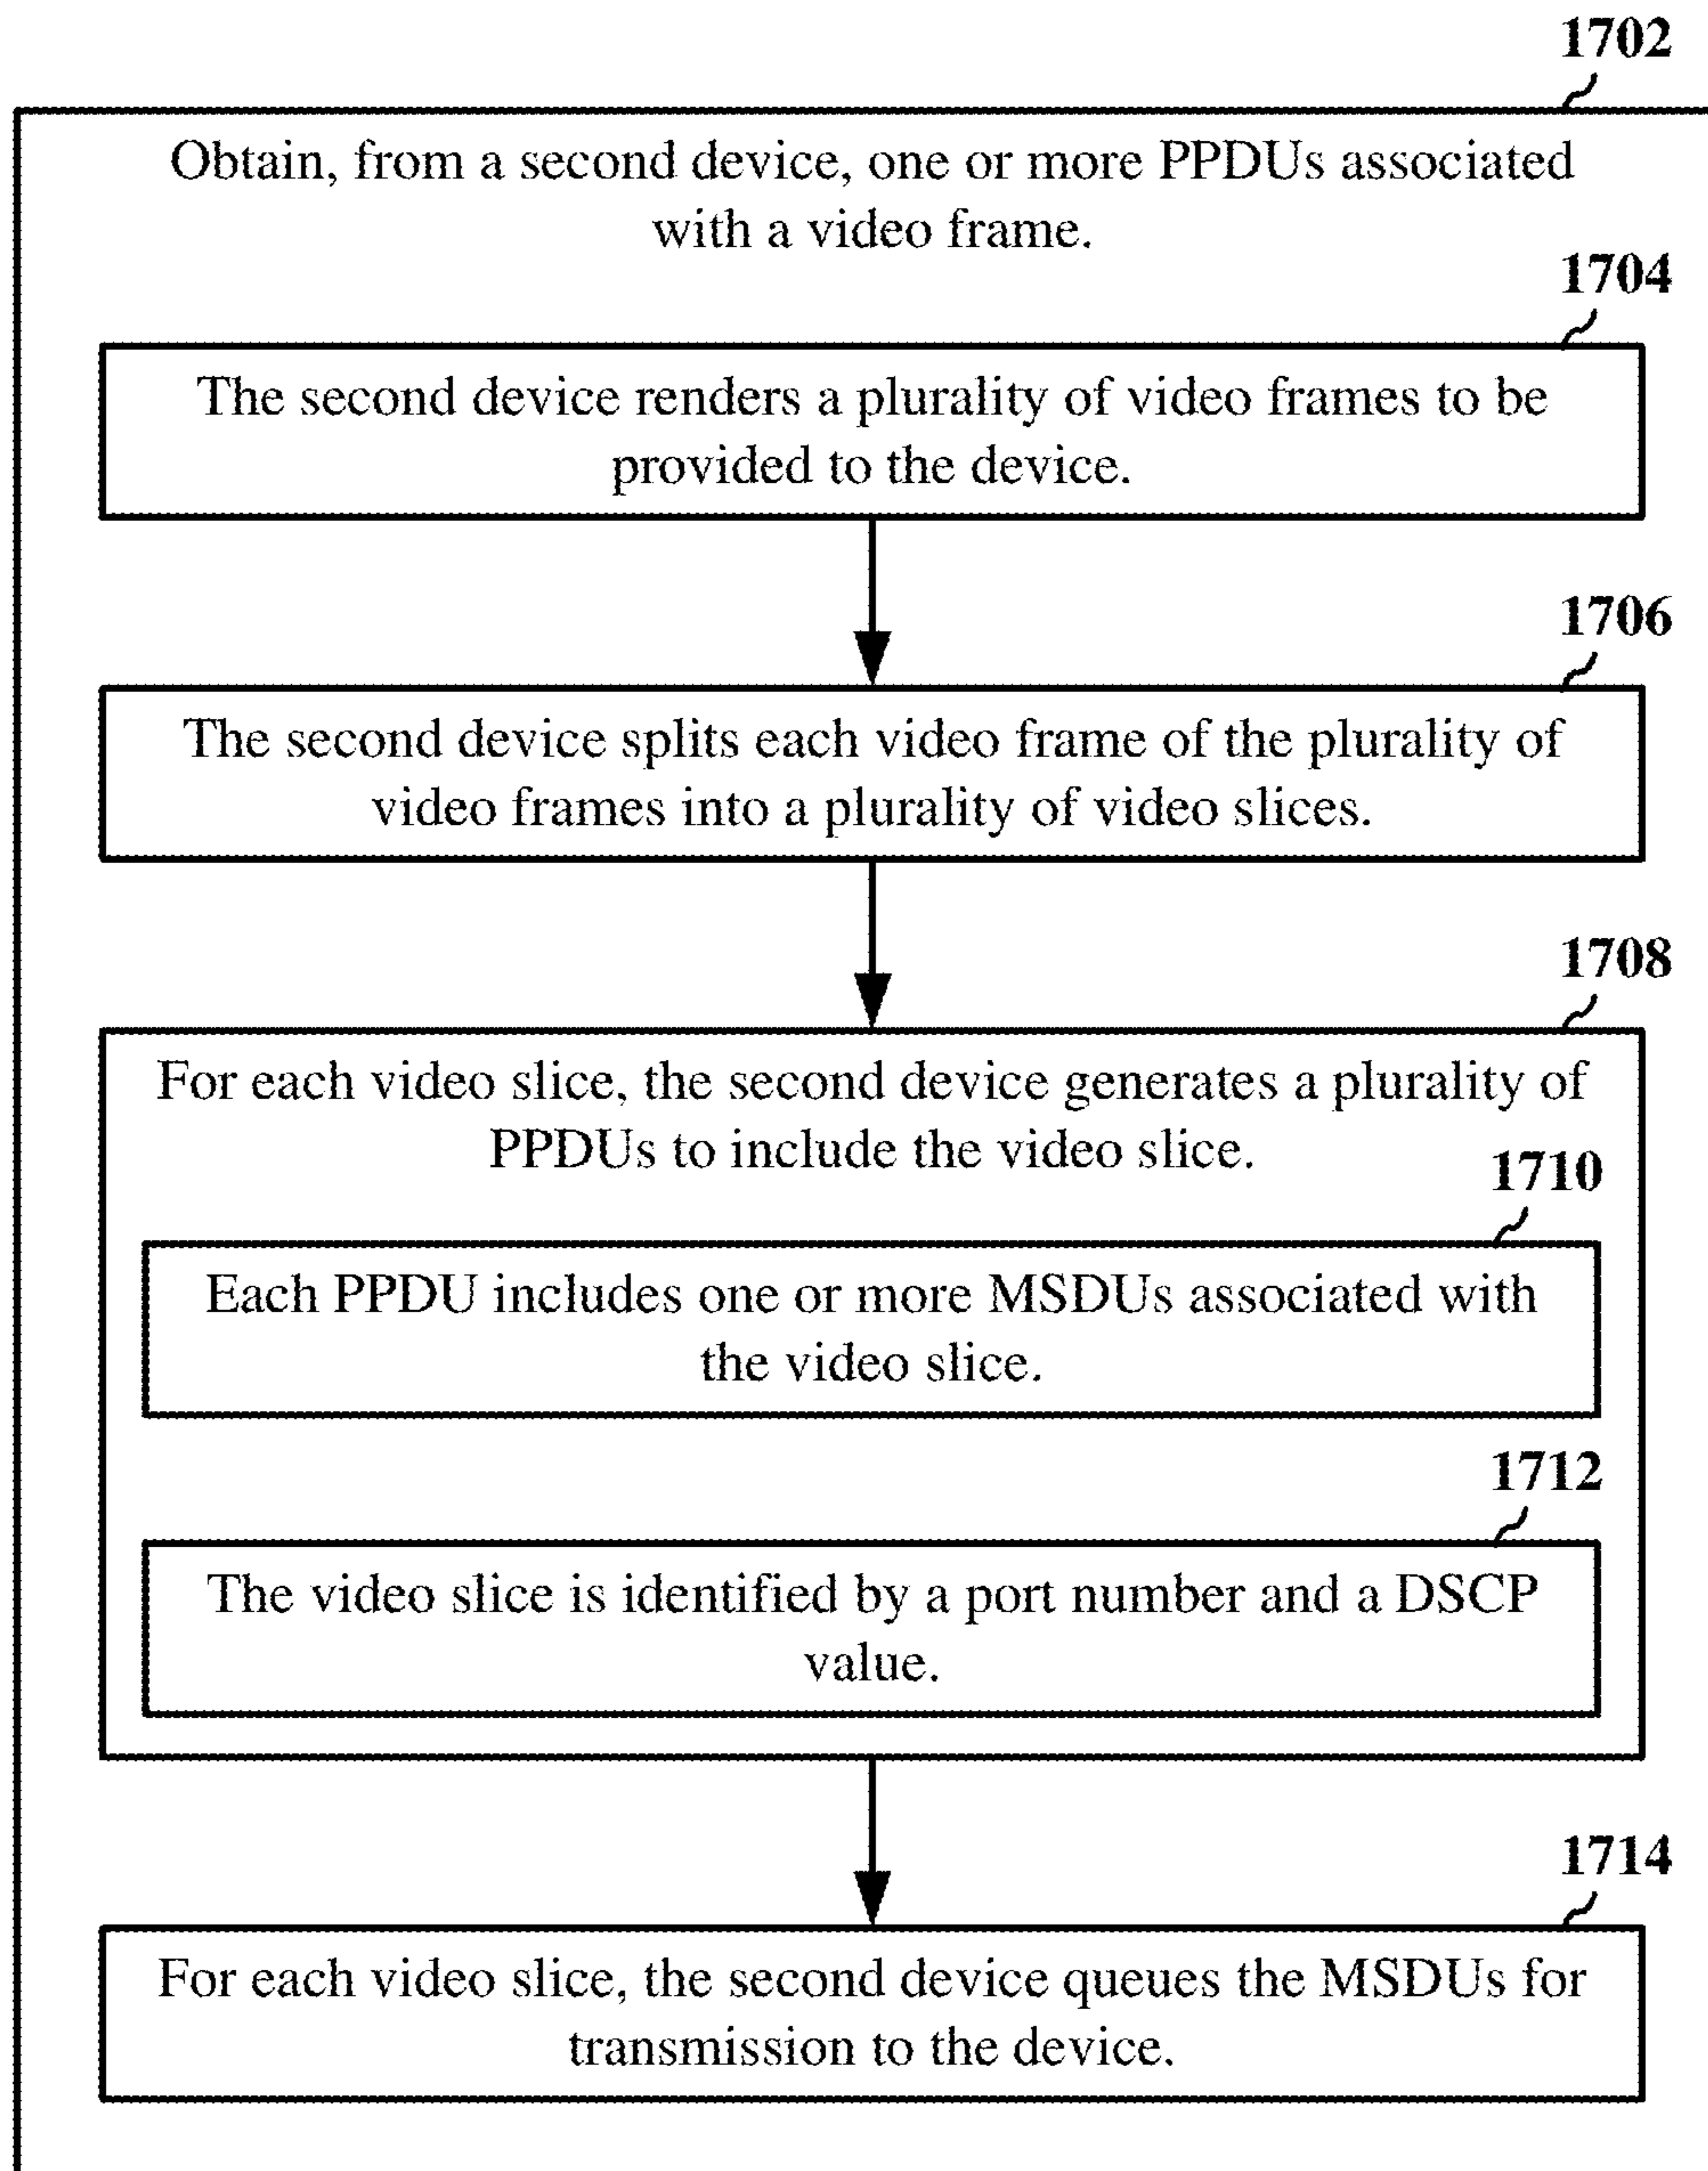 1702
Obtain, from a second device, one or more PPDUs associated
with a video frame.
1704
The second device renders a plurality of video frames to be
provided to the device.
1706
The second device splits each video frame of the plurality of
video frames into a plurality of video slices.
1708
For each video slice, the second device generates a plurality of
PPDUs to include the video slice.
1710
Each PPDU includes one or more MSDUs associated with
the video slice.
1712
The video slice is identified by a port number and a DSCP
value.
1714
For each video slice, the second device queues the MSDUs for
transmission to the device.